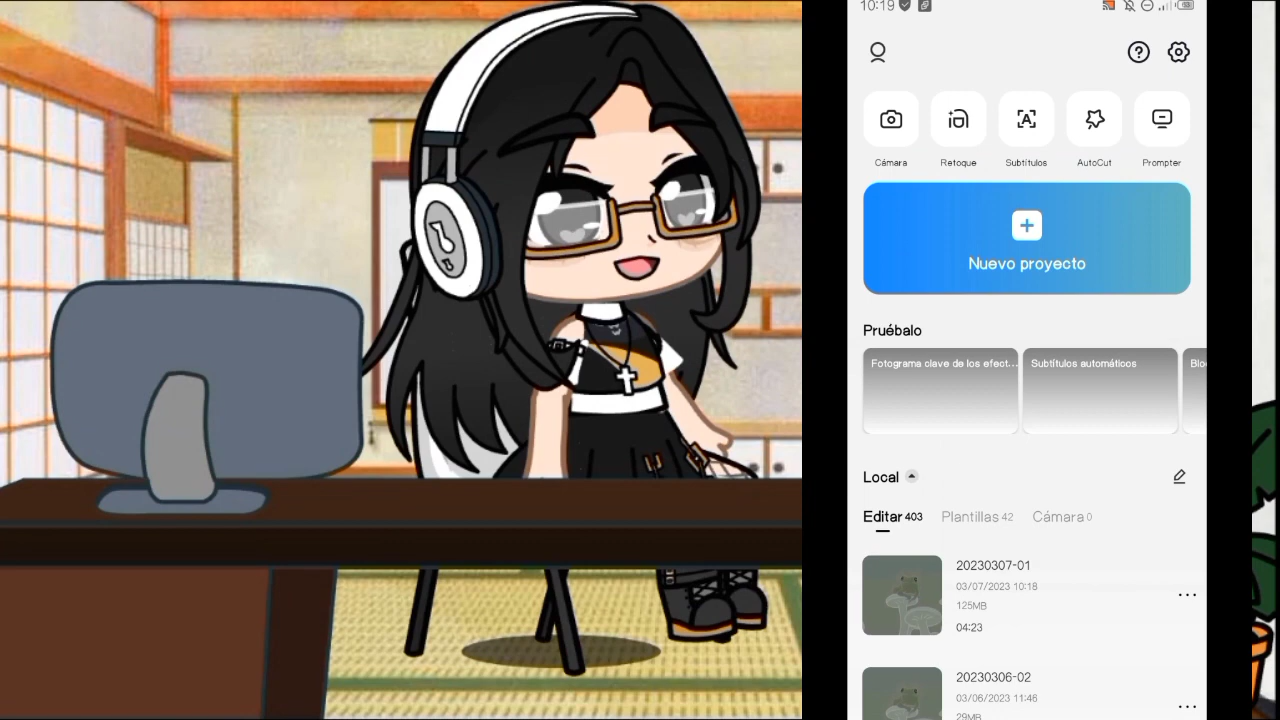 10:19
Cámara
Retoque
Subtítulos
AutoCut
Prompter
Nuevo proyecto
Pruébalo
Fotograma clave de los efect...
Subtítulos automáticos
Blo
Local
Editar 403
Plantillas 42
Cámara 0
20230307-01
03/07/2023 10:18
125MB
04:23
20230306-02
03/06/2023 11:46
29MB